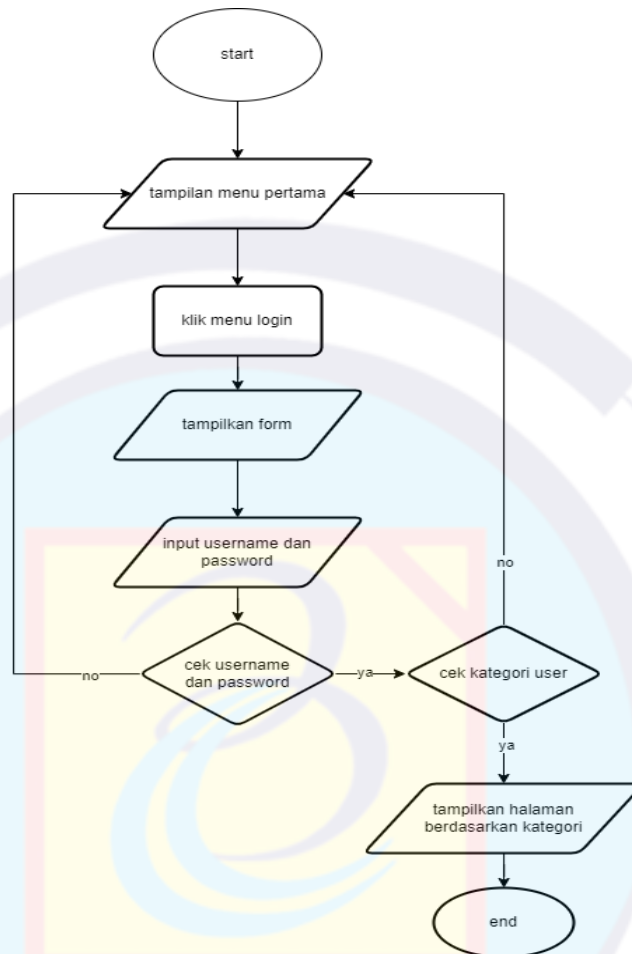 start
tampilan menu pertama
klik menu login
tampilkan form
input username dan
password
no
cek username
dan password
ya
no
cek kategori user
ya
tampilkan halaman
berdasarkan kategori
end